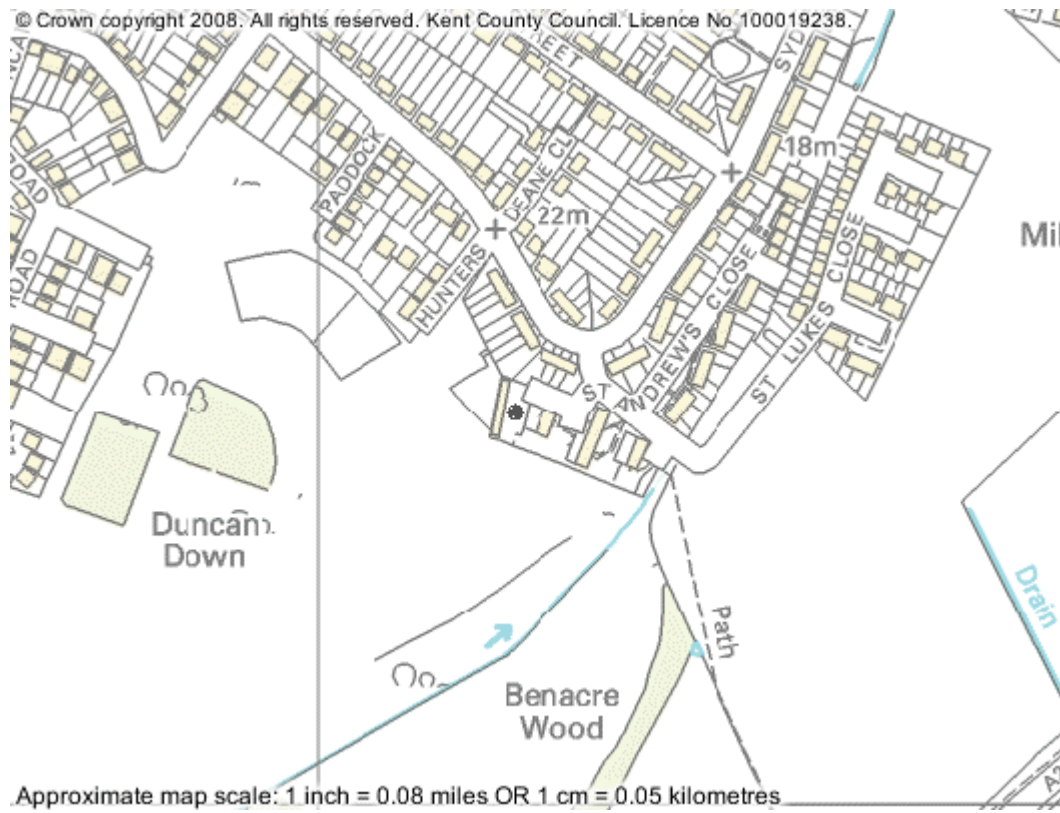 © Crown copyright 2008. All rights reserved. Kent County Council. Licence No 100019238.
SYD
18m
PADDOCK
DEANE CL
22m
HUNTERS
ROAD
ST ANDREW'S CLOSE
ST LUKES CLOSE
Mil
Duncan
Down
Drain
Path
Benacre
Wood
Approximate map scale: 1 inch = 0.08 miles OR 1 cm = 0.05 kilometres